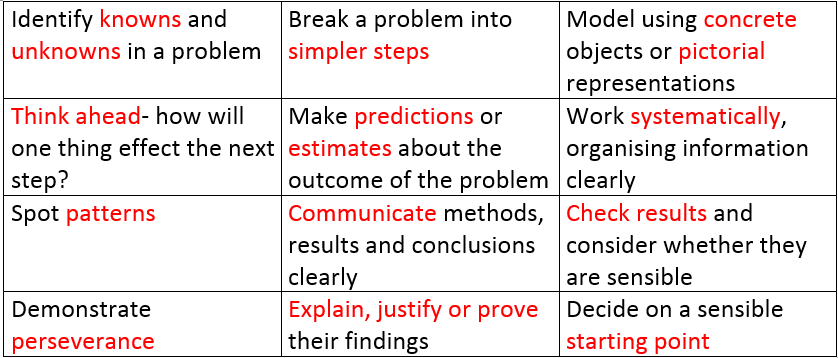 Identify knowns and
unknowns in a problem
Break a problem into
simpler steps
Model using concrete
objects or pictorial
representations
Think ahead- how will
one thing effect the next
step?
Make predictions or
estimates about the
outcome of the problem
Work systematically,
organising information
clearly
Spot patterns
Communicate methods,
results and conclusions
clearly
Check results and
consider whether they
are sensible
Demonstrate
perseverance
Explain, justify or prove
their findings
Decide on a sensible
starting point